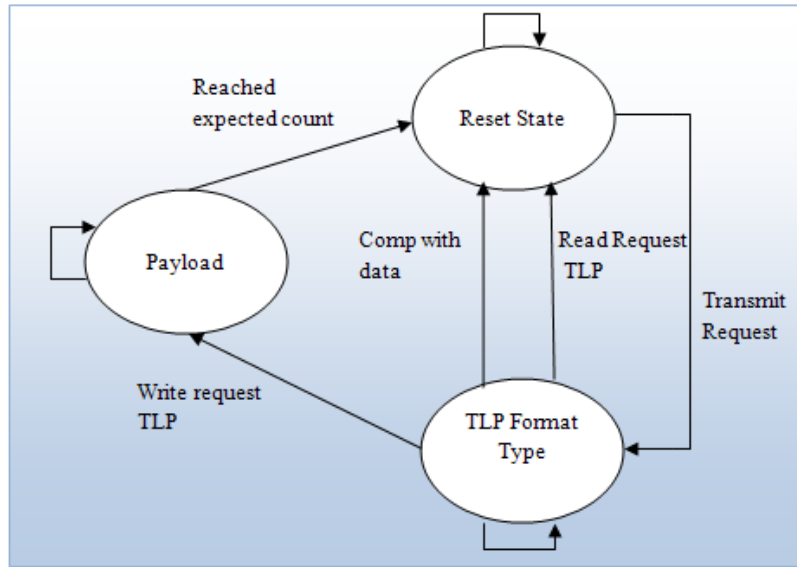 Reached
expected count
Reset State
Payload
Comp with
data
Read Request
TLP
Transmit
Request
Write request
TLP
TLP Format
Type